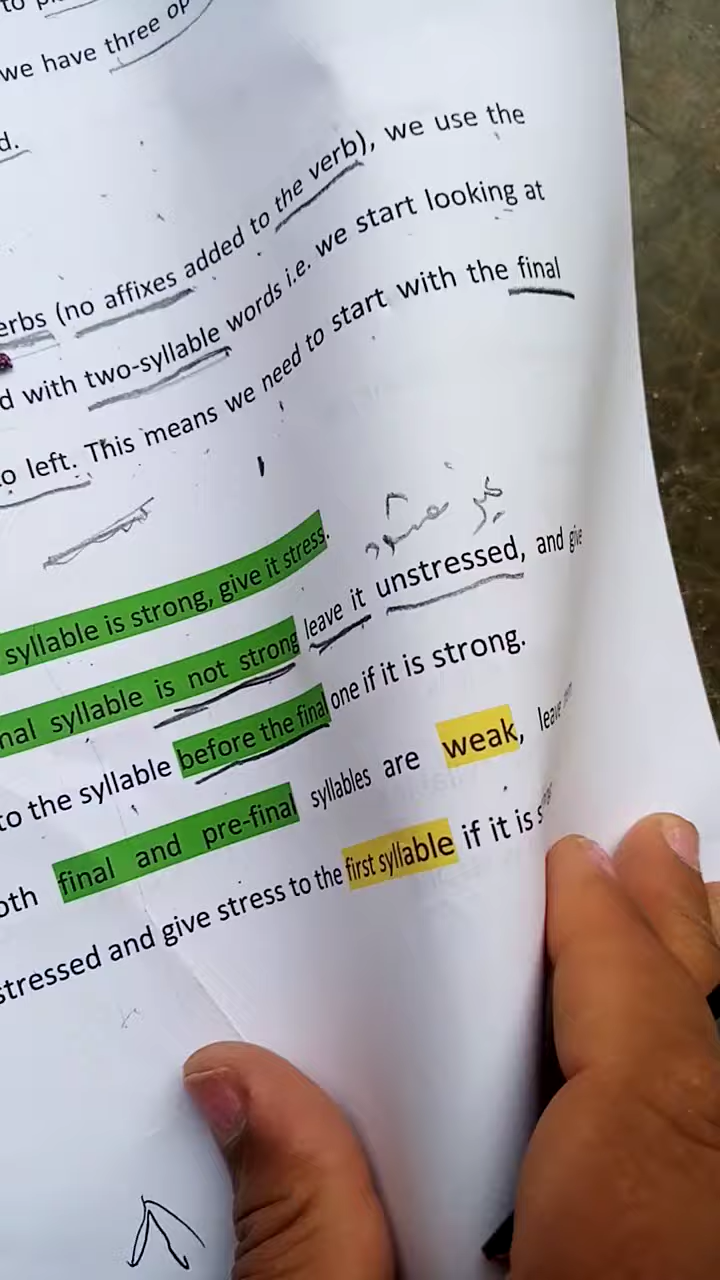 we have three op
d.
erbs (no affixes added to the verb), we use the
d with two-syllable words i.e. we start looking at
o left. This means we need to start with the final
syllable is strong, give it stress.
nal syllable is not strong leave it unstressed, and give
to the syllable before the final one if it is strong.
oth final and pre-final syllables are weak, leave
stressed and give stress to the first syllable if it is